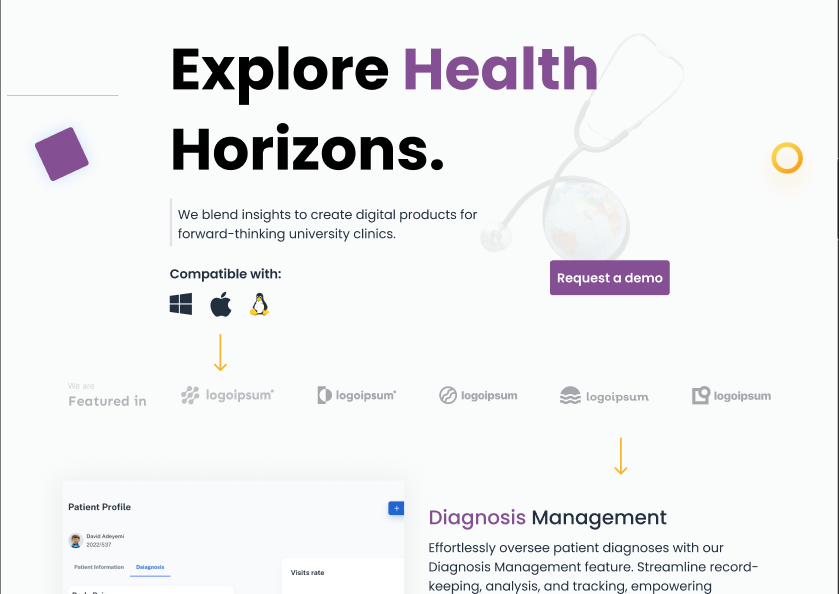 Explore Health
Horizons.
We blend insights to create digital products for
forward-thinking university clinics.
Request a demo
Compatible with:
We are
Featured in
logoipsum
logoipsum
logoipsum
logoipsum
logoipsum
Patient Profile
+
David Adeyemi
2022/537
Patient Information
Daiagnosis
Visits rate
Diagnosis Management
Effortlessly oversee patient diagnoses with our
Diagnosis Management feature. Streamline record-
keeping, analysis, and tracking, empowering